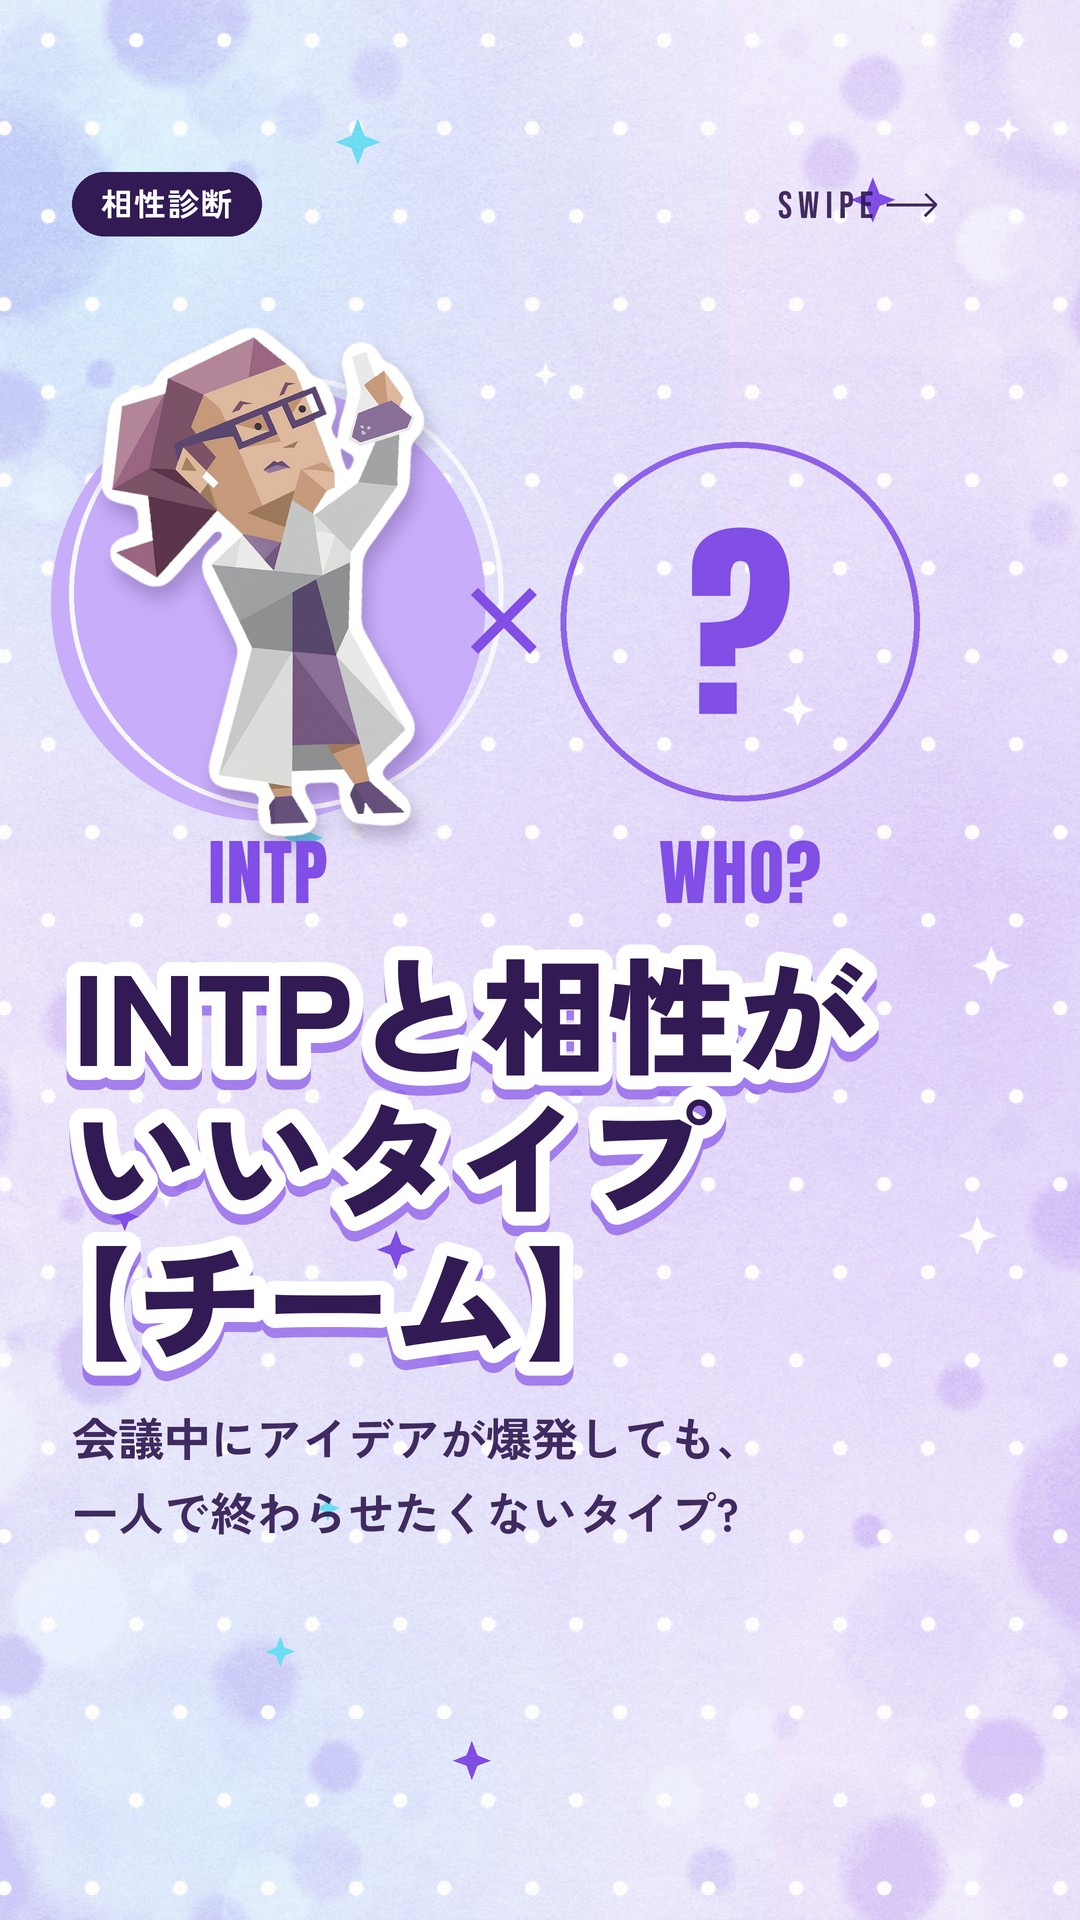 相性診断
SWIPE →
×
?
INTP
WHO?
INTPと相性が
いいタイプ
【チーム】
会議中にアイデアが爆発しても、
一人で終わらせたくないタイプ?